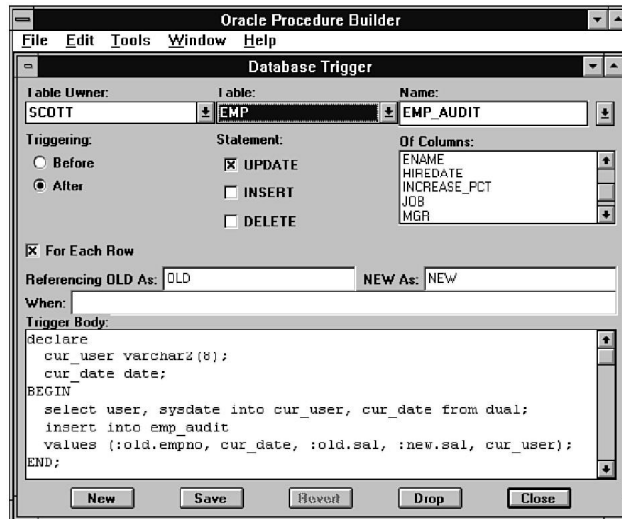 Oracle Procedure Builder
File Edit Tools Window Help
Database Trigger
Table Owner: Table: Name:
SCOTT EMP EMP_AUDIT
Triggering: Statement: Of Columns:
Before UPDATE ENAME
HIREDATE
After INSERT INCREASE_PCT
JOB
DELETE MGR
For Each Row
Referencing OLD As: OLD NEW As: NEW
When:
Trigger Body:
declare
cur_user varchar2(8);
cur_date date;
BEGIN
select user, sysdate into cur_user, cur_date from dual;
insert into emp_audit
values (:old.empno, cur_date, :old.sal, :new.sal, cur_user);
END;
New Save Revert Drop Close